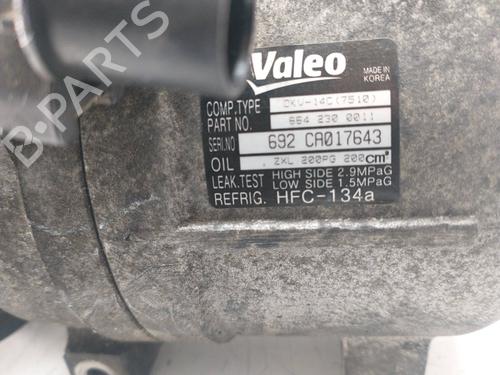 Valeo
MADE IN
KOREA
COMP.TYPE DKV-14C(7510)
PART NO. 664 230 0011
SERI.NO 692 CA017643
OIL ZXL 200PG 200cm³
LEAK.TEST HIGH SIDE 2.9MPaG
LOW SIDE 1.5MPaG
REFRIG. HFC-134a